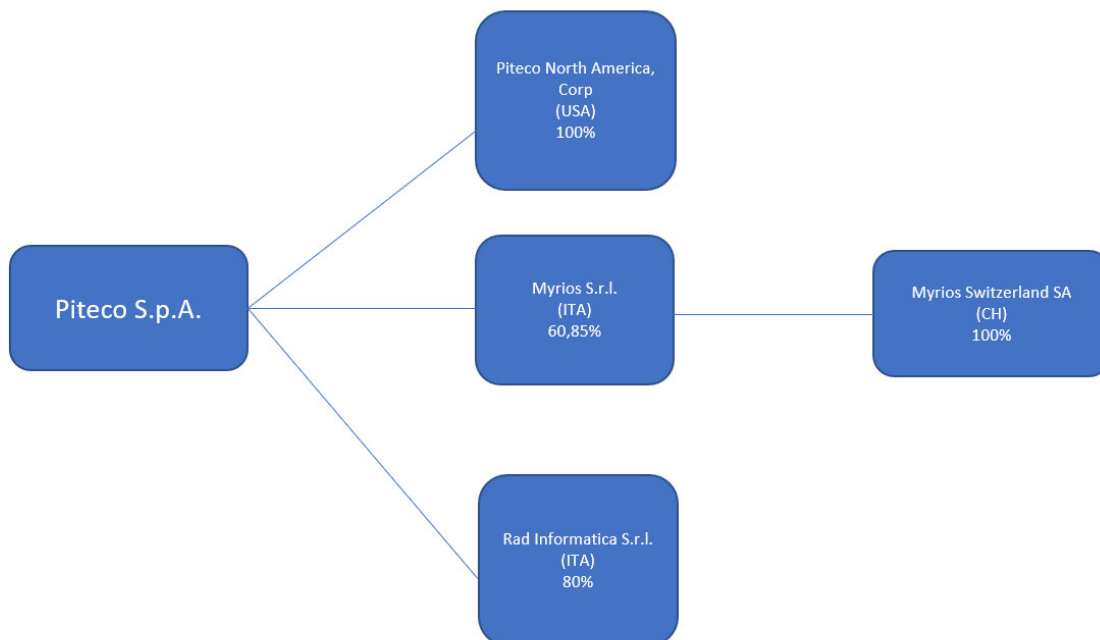 Piteco S.p.A.
Piteco North America,
Corp
(USA)
100%
Myrios S.r.l.
(ITA)
60,85%
Myrios Switzerland SA
(CH)
100%
Rad Informatica S.r.l.
(ITA)
80%